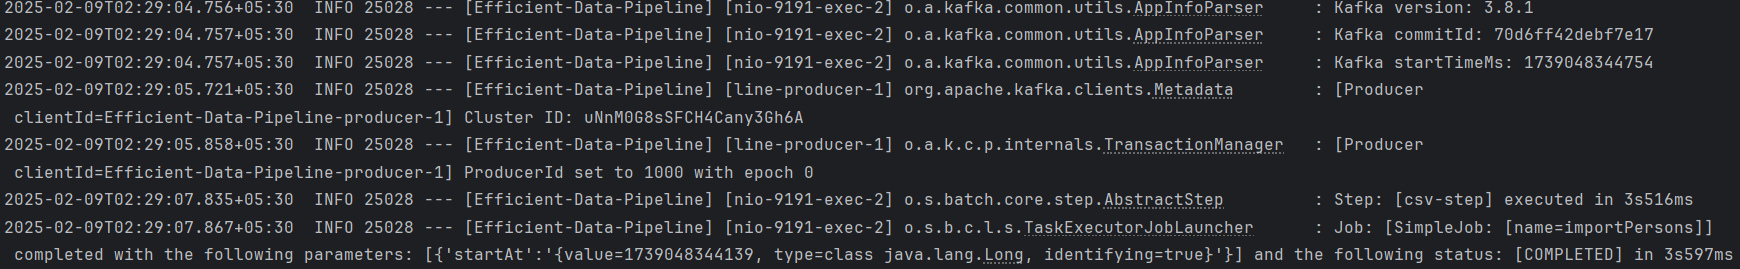 2025-02-09T02:29:04.756+05:30  INFO 25028 --- [Efficient-Data-Pipeline] [nio-9191-exec-2] o.a.kafka.common.utils.AppInfoParser     : Kafka version: 3.8.1
2025-02-09T02:29:04.757+05:30  INFO 25028 --- [Efficient-Data-Pipeline] [nio-9191-exec-2] o.a.kafka.common.utils.AppInfoParser     : Kafka commitId: 70d6ff42debf7e17
2025-02-09T02:29:04.757+05:30  INFO 25028 --- [Efficient-Data-Pipeline] [nio-9191-exec-2] o.a.kafka.common.utils.AppInfoParser     : Kafka startTimeMs: 1739048344754
2025-02-09T02:29:05.721+05:30  INFO 25028 --- [Efficient-Data-Pipeline] [line-producer-1] org.apache.kafka.clients.Metadata        : [Producer
clientId=Efficient-Data-Pipeline-producer-1] Cluster ID: uNnM0G8sSFCH4Cany3Gh6A
2025-02-09T02:29:05.858+05:30  INFO 25028 --- [Efficient-Data-Pipeline] [line-producer-1] o.a.k.c.p.internals.TransactionManager   : [Producer
clientId=Efficient-Data-Pipeline-producer-1] ProducerId set to 1000 with epoch 0
2025-02-09T02:29:07.835+05:30  INFO 25028 --- [Efficient-Data-Pipeline] [nio-9191-exec-2] o.s.batch.core.step.AbstractStep         : Step: [csv-step] executed in 3s516ms
2025-02-09T02:29:07.867+05:30  INFO 25028 --- [Efficient-Data-Pipeline] [nio-9191-exec-2] o.s.b.c.l.s.TaskExecutorJobLauncher      : Job: [SimpleJob: [name=importPersons]]
completed with the following parameters: [{'startAt':'{value=1739048344139, type=class java.lang.Long, identifying=true}'}] and the following status: [COMPLETED] in 3s597ms